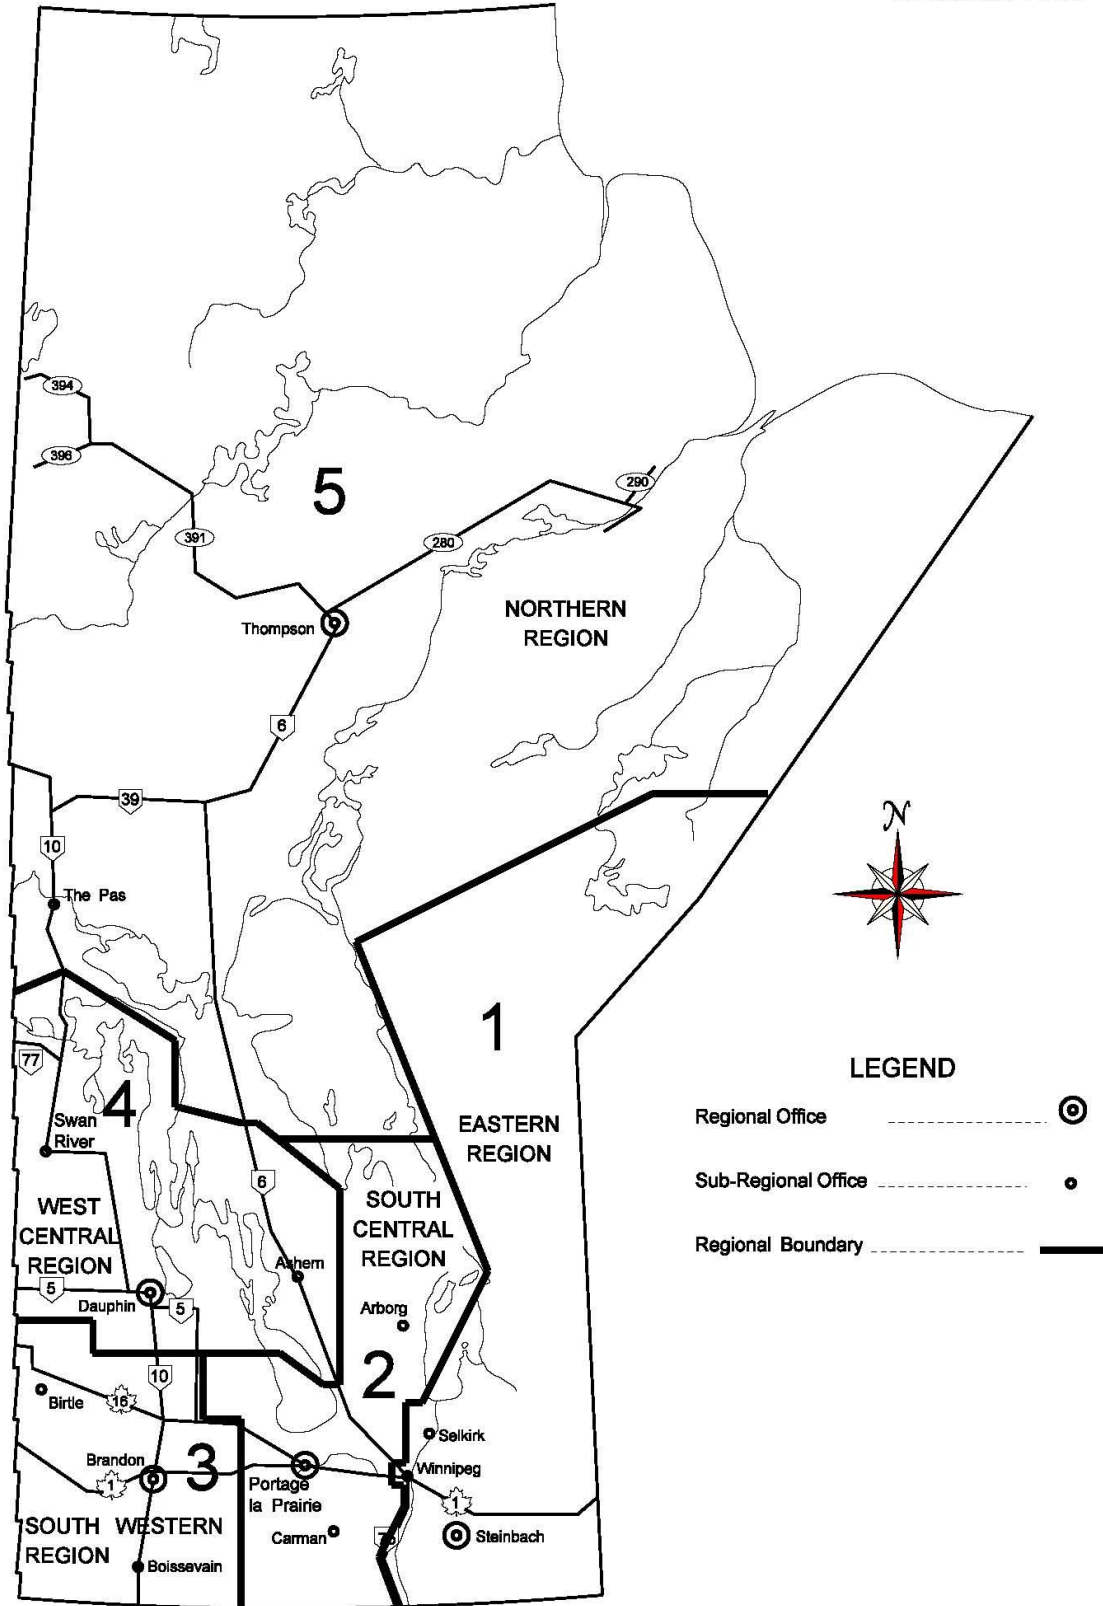 394
396
5
290
391
280
NORTHERN
REGION
Thompson
6
39
N
10
The Pas
1
LEGEND
77
4
Regional Office
Swan
River
EASTERN
REGION
6
Sub-Regional Office
WEST
CENTRAL
REGION
SOUTH
CENTRAL
REGION
Regional Boundary
Ashern
5
Dauphin
5
Arborg
2
10
Birtle
16
Selkirk
Brandon
3
Winnipeg
1
Portage
la Prairie
1
SOUTH WESTERN
REGION
Carman
75
Steinbach
Boissevain